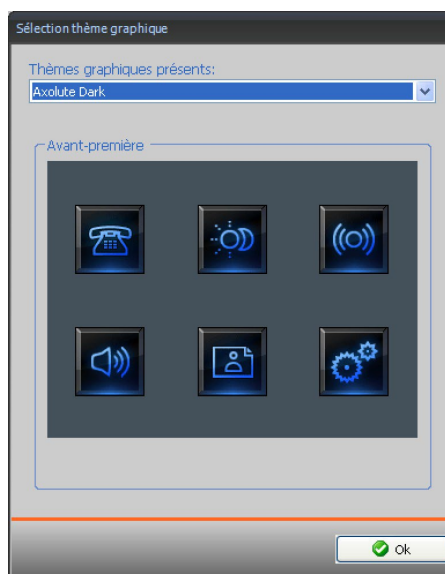 Sélection thème graphique
Thèmes graphiques présents:
Axolute Dark
Avant-première
Ok